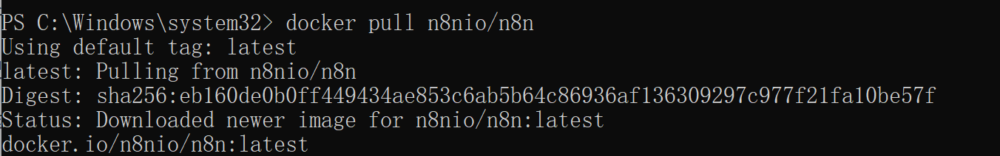 PS C:\Windows\system32> docker pull n8nio/n8n
Using default tag: latest
latest: Pulling from n8nio/n8n
Digest: sha256:eb160de0b0ff449434ae853c6ab5b64c86936af136309297c977f21fa10be57f
Status: Downloaded newer image for n8nio/n8n:latest
docker.io/n8nio/n8n:latest